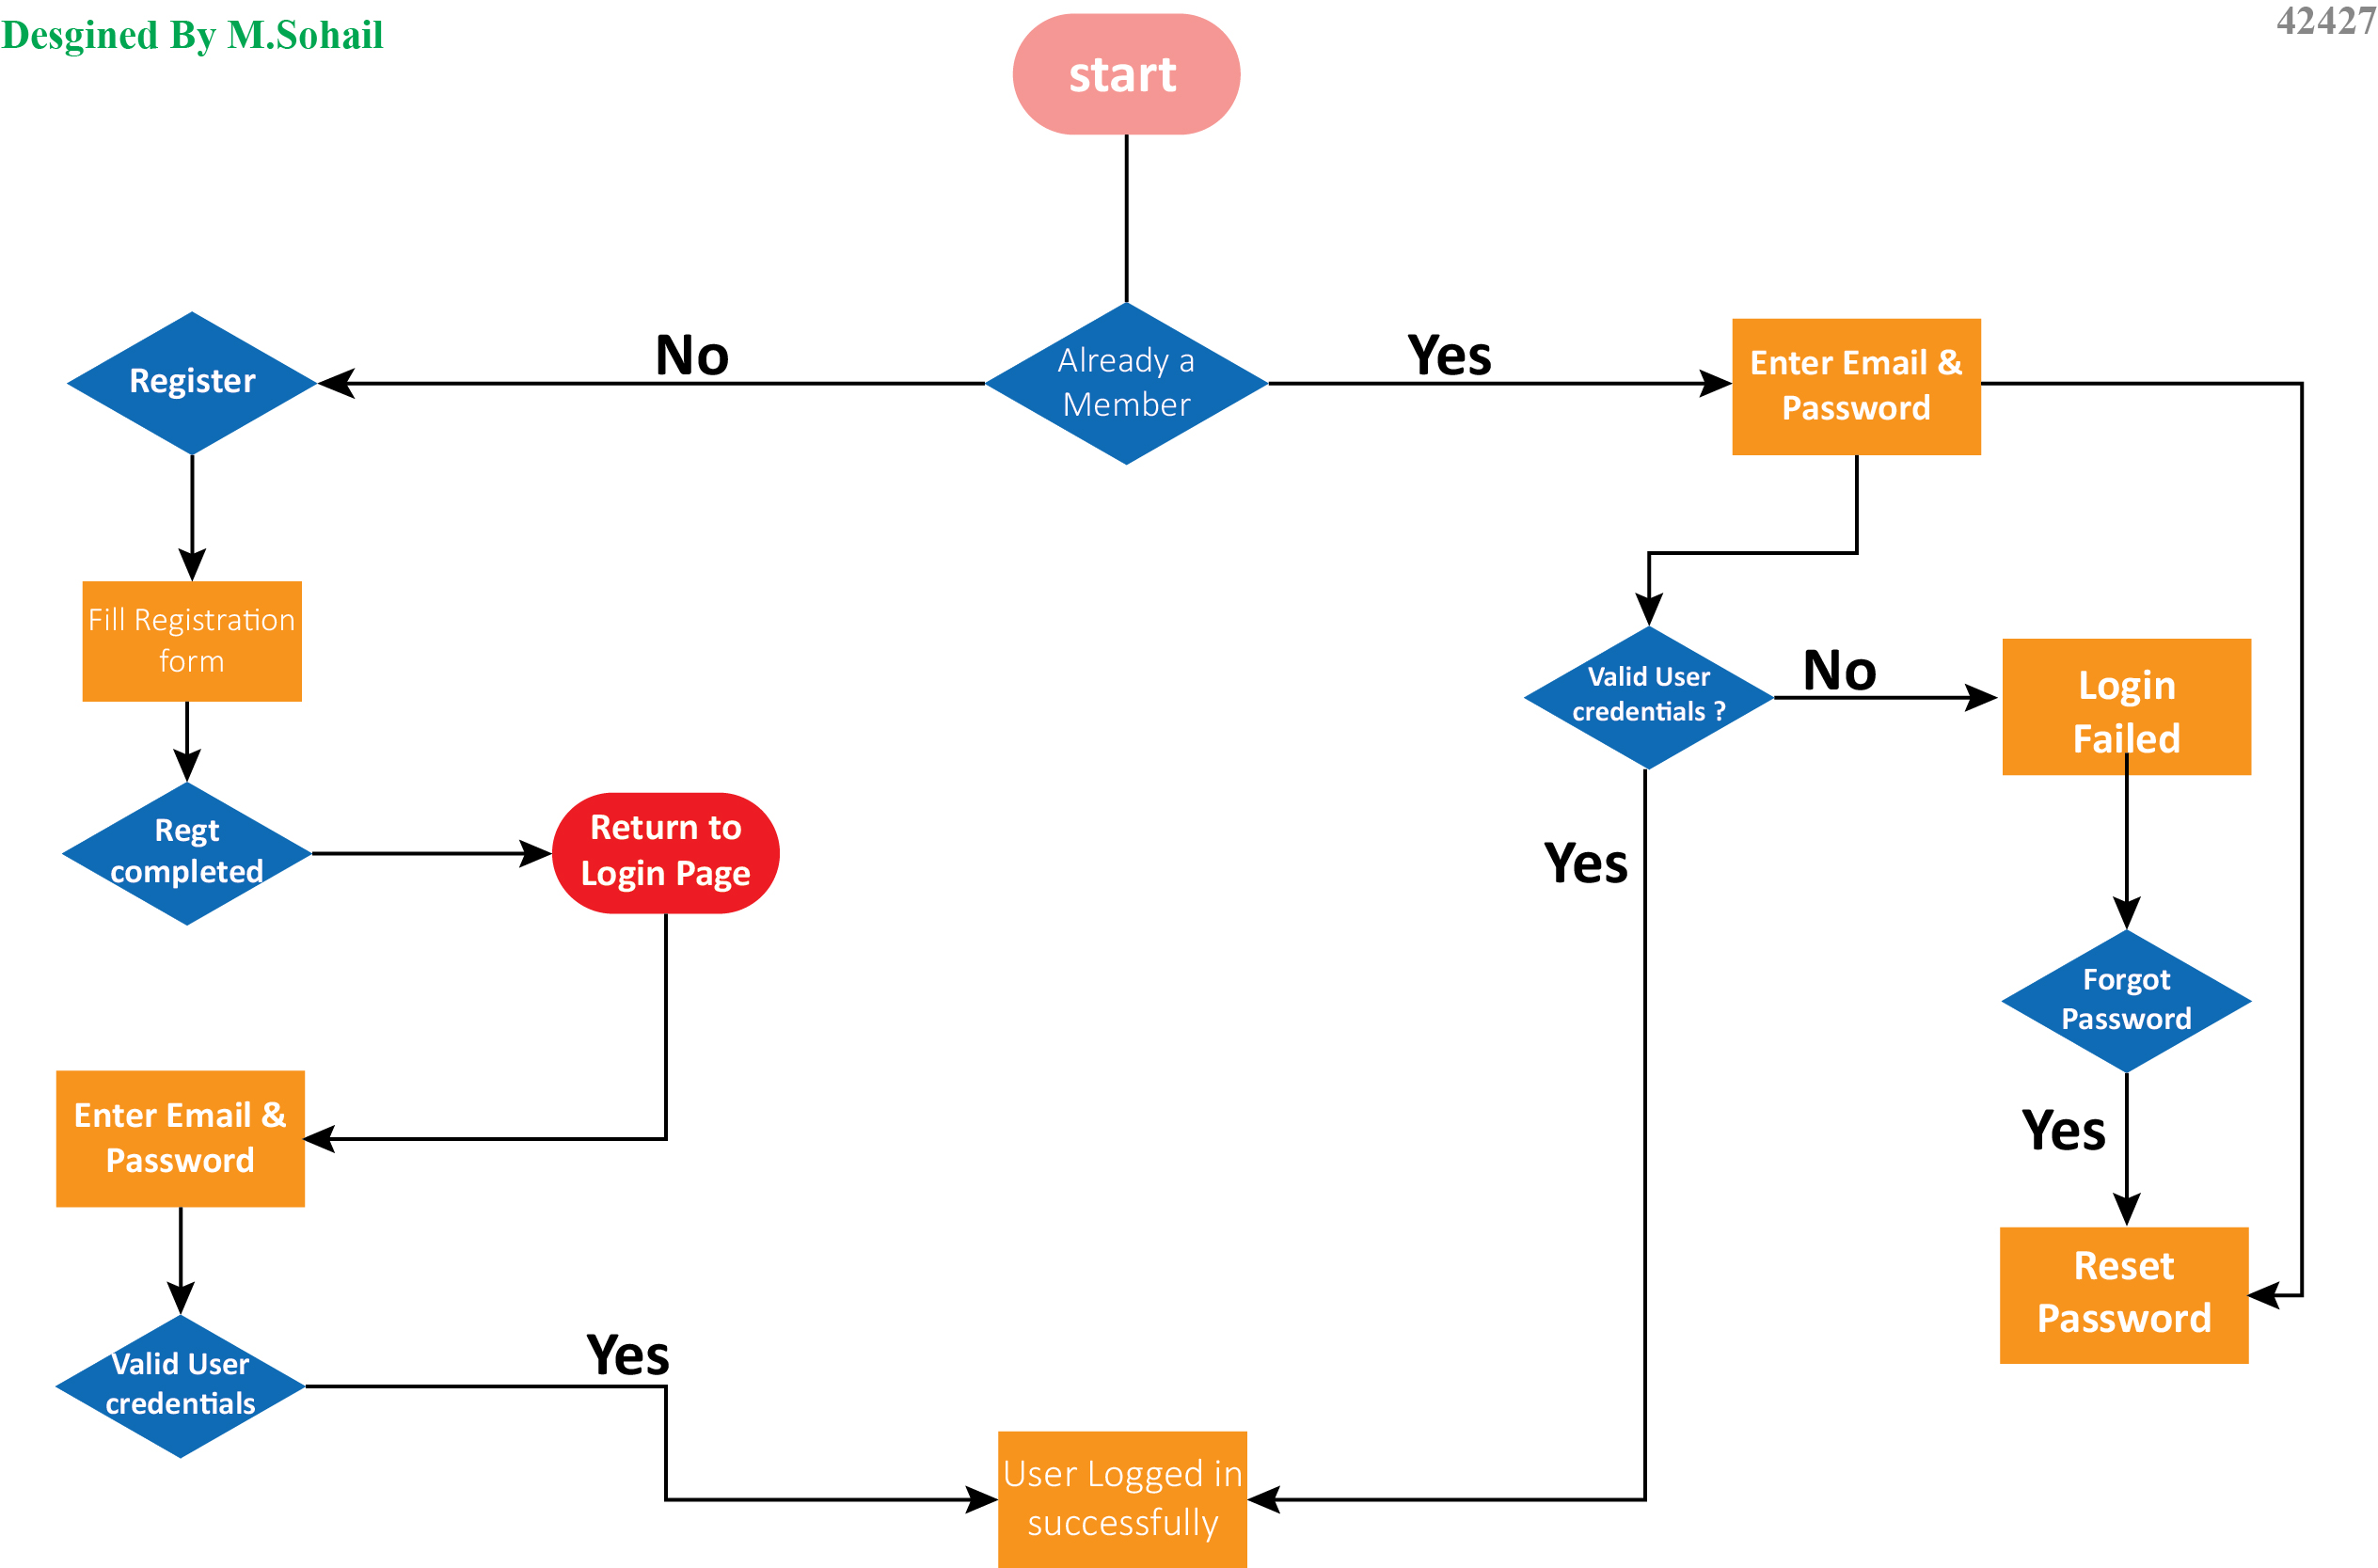 Desgined By M.Sohail
42427
start
No
Yes
Register
Already a
Member
Enter Email &
Password
Fill Registration
form
Valid User
credentials ?
No
Login
Failed
Regt
completed
Return to
Login Page
Yes
Forgot
Password
Enter Email &
Password
Yes
Reset
Password
Valid User
credentials
Yes
User Logged in
successfully